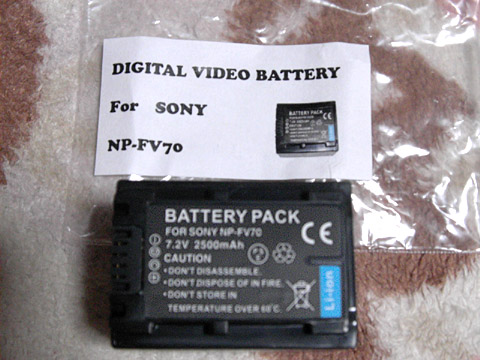 DIGITAL VIDEO BATTERY
For SONY
NP-FV70
BATTERY PACK
FOR SONY NP-FV70
7.2V 2500mAh
CE
CAUTION
•DON'T DISASSEMBLE.
•DON'T DISPOSE OF IN FIRE.
•DON'T STORE IN
TEMPERATURE OVER 60°C.
Li-ion